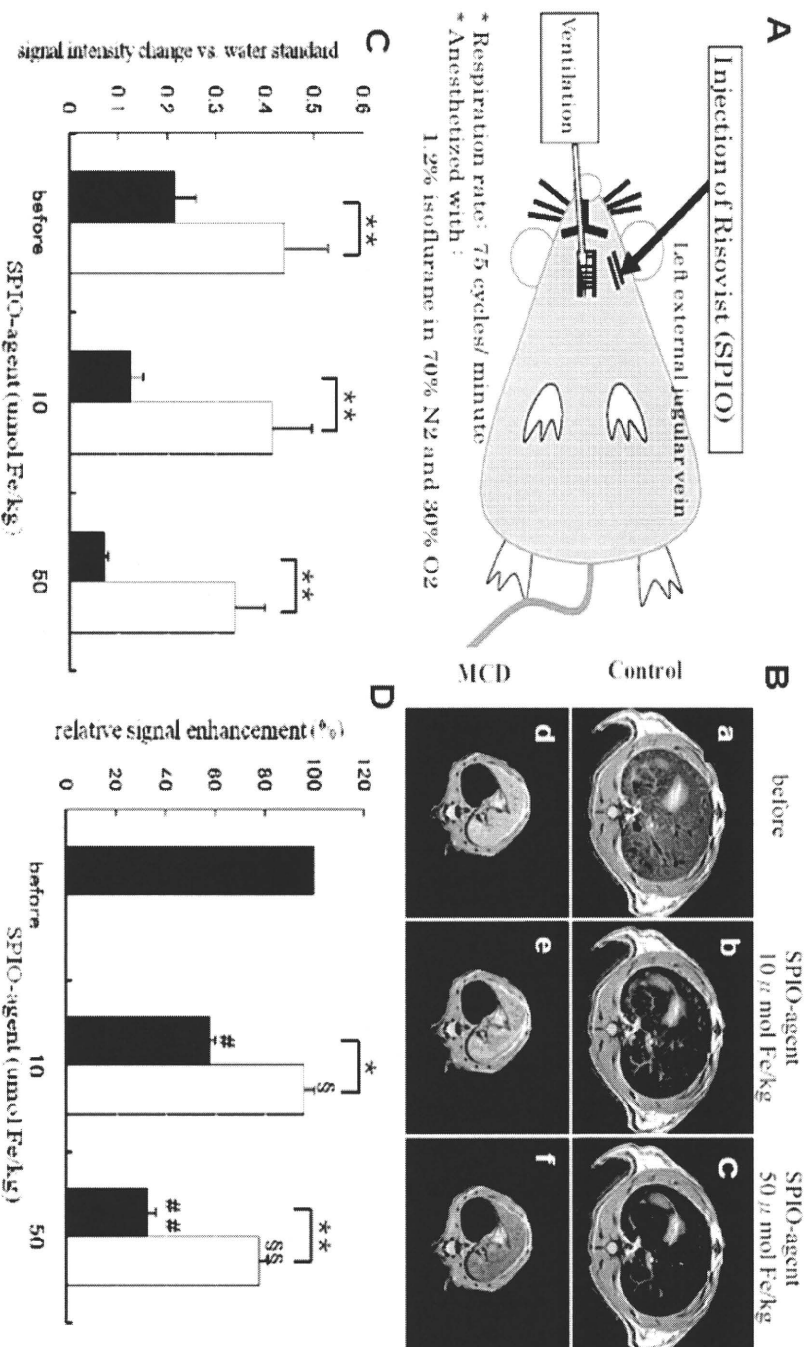 A
Injection of Risovist (SPIO)
Left external jugular vein
Ventilation
* Respiration rate: 75 cycles/ minute
* Anesthetized with :
1.2% isoflurane in 70% N2 and 30% O2
B
before
SPIO-agent
10 μ mol Fe/kg
SPIO-agent
50 μ mol Fe/kg
Control
a
b
c
MCD
d
e
f
C
signal intensity change vs. water standard
0.6
0.5
0.4
0.3
0.2
0.1
0
**
**
**
before
10
50
SPIO-agent (umol Fe/kg)
D
relative signal enhancement (%)
120
100
80
60
40
20
0
*
#
§
**
##
§§
before
10
50
SPIO-agent (umol Fe/kg)